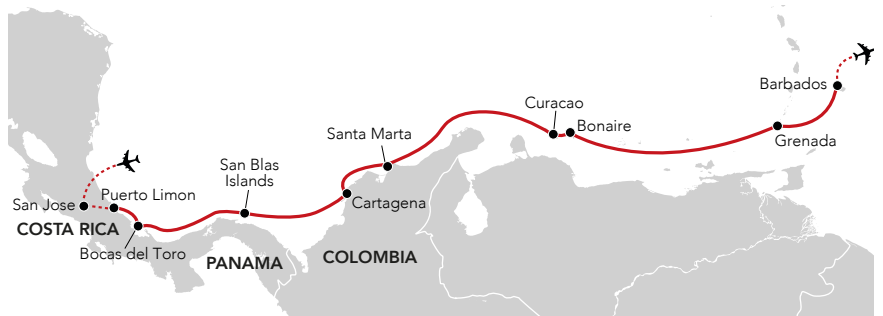 Barbados
Curacao
Bonaire
Santa Marta
Grenada
San Blas
Islands
Puerto Limon
San Jose
Cartagena
COSTA RICA
Bocas del Toro
PANAMA
COLOMBIA